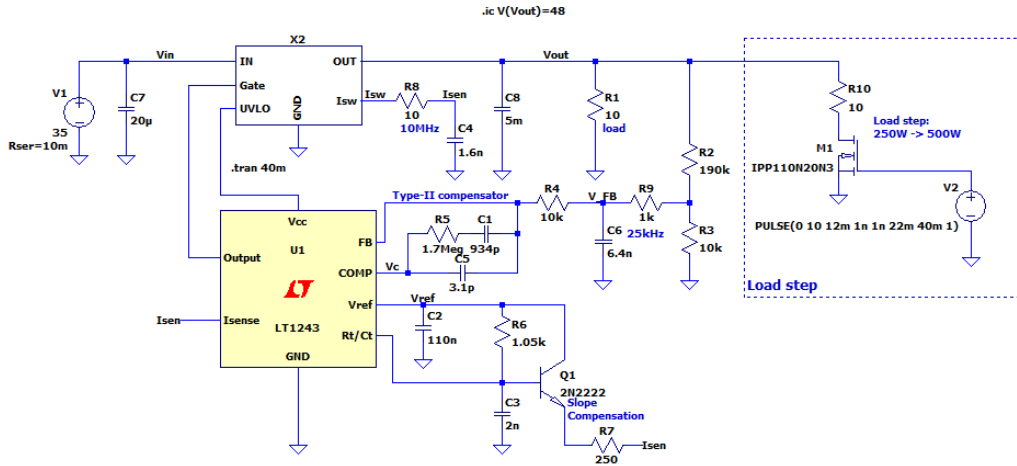 .ic V(Vout)=48
X2
Vin
IN
OUT
Vout
Gate
UVLO
GND
Isw
R8
Isen
10
10MHz
C4
1.6n
V1
35
Rser=10m
C7
20µ
.tran 40m
C8
5m
R1
10
load
R2
190k
R10
10
Load step:
250W -> 500W
M1
IPP110N20N3
V2
PULSE(0 10 12m 1n 1n 22m 40m 1)
Load step
Type-II compensator
R4
10k
V_FB
R9
1k
25kHz
C6
6.4n
R3
10k
R5
1.7Meg
C1
934p
C5
3.1p
Vc
Vcc
U1
FB
Output
COMP
Vref
Vref
Isen
Isense
LT1243
Rt/Ct
GND
C2
110n
R6
1.05k
Q1
2N2222
Slope
Compensation
C3
2n
R7
250
Isen